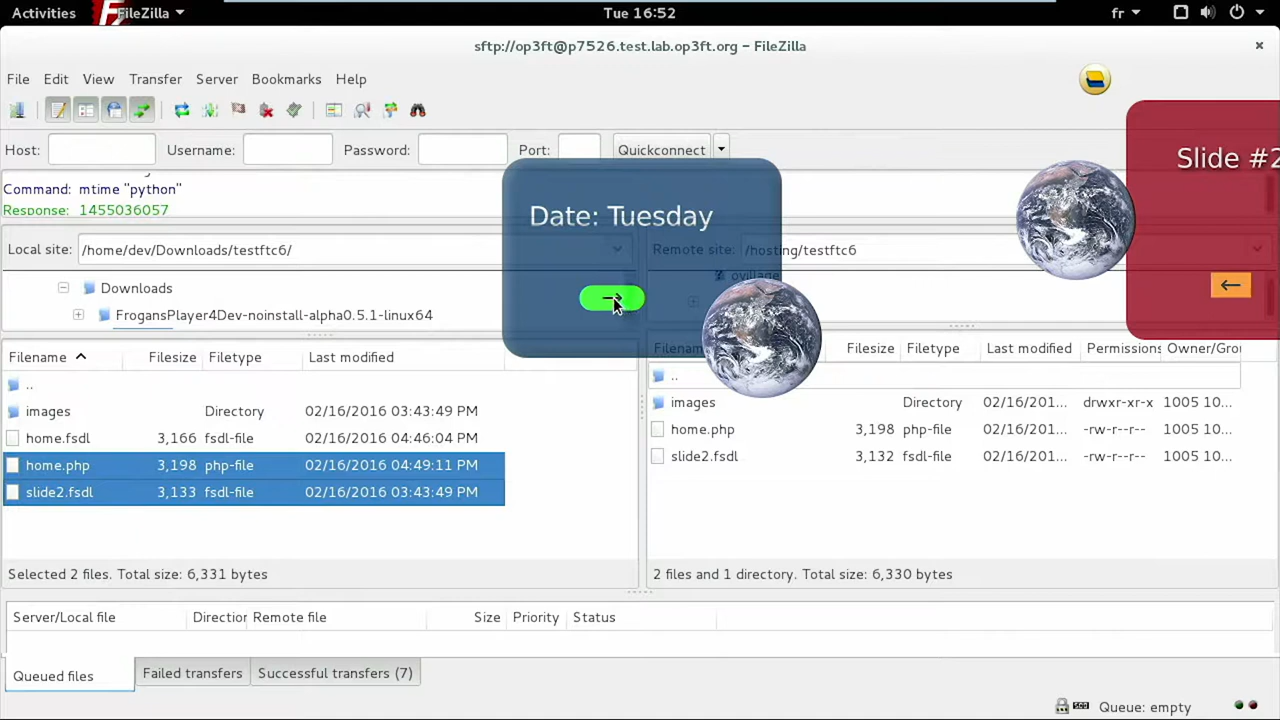 Activities FileZilla Tue 16:52 fr
sftp://op3ft@p7526.test.lab.op3ft.org – FileZilla ×
File Edit View Transfer Server Bookmarks Help
Host: Username: Password: Port: Quickconnect
Command: mtime "python"
Response: 1455036057
Date: Tuesday
→
Slide #2
←
Local site: /home/dev/Downloads/testftc6/
Downloads
FrogansPlayer4Dev-noinstall-alpha0.5.1-linux64
Remote site: /hosting/testftc6
ovillage
Filename Filesize Filetype Last modified
..
images Directory 02/16/2016 03:43:49 PM
home.fsdl 3,166 fsdl-file 02/16/2016 04:46:04 PM
home.php 3,198 php-file 02/16/2016 04:49:11 PM
slide2.fsdl 3,133 fsdl-file 02/16/2016 03:43:49 PM
Selected 2 files. Total size: 6,331 bytes
Filename Filesize Filetype Last modified Permissions Owner/Grou
..
images Directory 02/16/201... drwxr-xr-x 1005 10...
home.php 3,198 php-file 02/16/201... -rw-r--r-- 1005 10...
slide2.fsdl 3,132 fsdl-file 02/16/201... -rw-r--r-- 1005 10...
2 files and 1 directory. Total size: 6,330 bytes
Server/Local file Direction Remote file Size Priority Status
Queued files Failed transfers Successful transfers (7)
Queue: empty